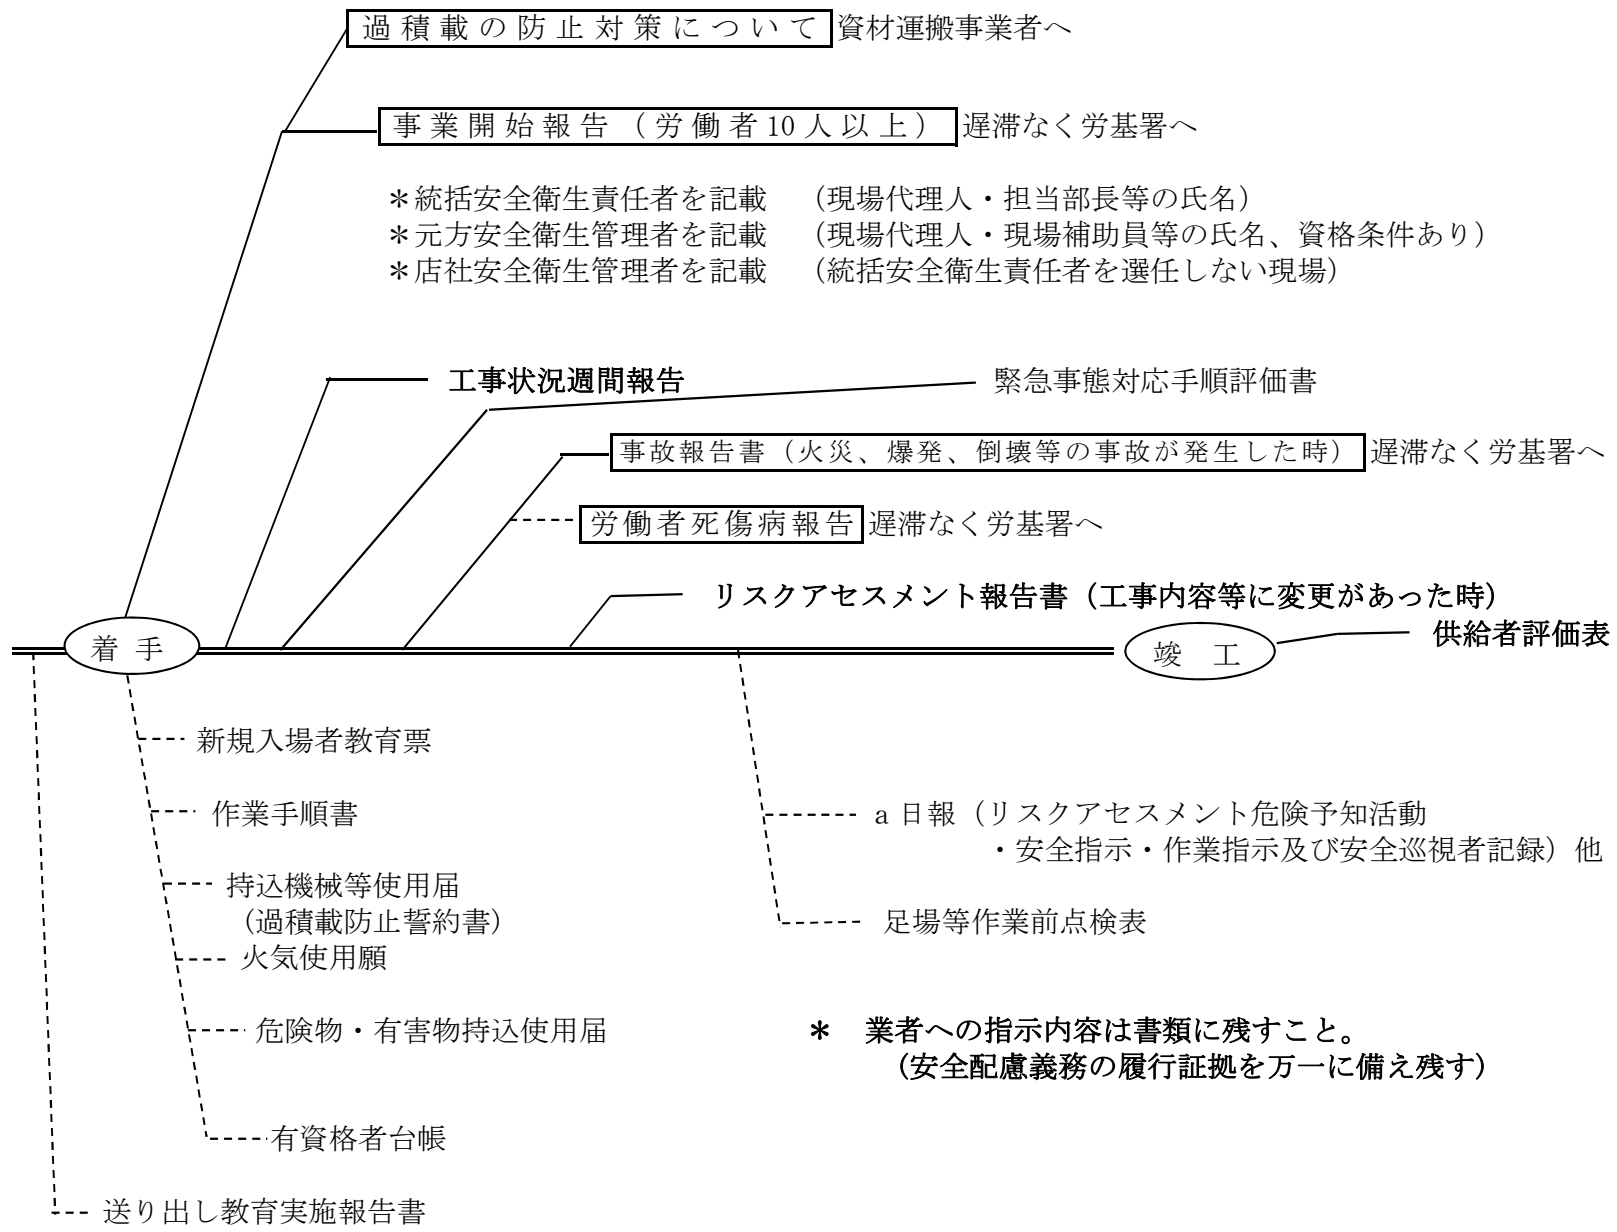 過積載の防止対策について 資材運搬事業者へ
事業開始報告(労働者10人以上) 遅滞なく労基署へ
＊統括安全衛生責任者を記載 (現場代理人・担当部長等の氏名)
＊元方安全衛生管理者を記載 (現場代理人・現場補助員等の氏名、資格条件あり)
＊店社安全衛生管理者を記載 (統括安全衛生責任者を選任しない現場)
工事状況週間報告
緊急事態対応手順評価書
事故報告書(火災、爆発、倒壊等の事故が発生した時) 遅滞なく労基署へ
労働者死傷病報告 遅滞なく労基署へ
リスクアセスメント報告書(工事内容等に変更があった時)
供給者評価表
着 手
竣 工
新規入場者教育票
作業手順書
a 日報(リスクアセスメント危険予知活動
・安全指示・作業指示及び安全巡視者記録)他
持込機械等使用届
(過積載防止誓約書)
足場等作業前点検表
火気使用願
危険物・有害物持込使用届
＊ 業者への指示内容は書類に残すこと。
(安全配慮義務の履行証拠を万一に備え残す)
有資格者台帳
送り出し教育実施報告書